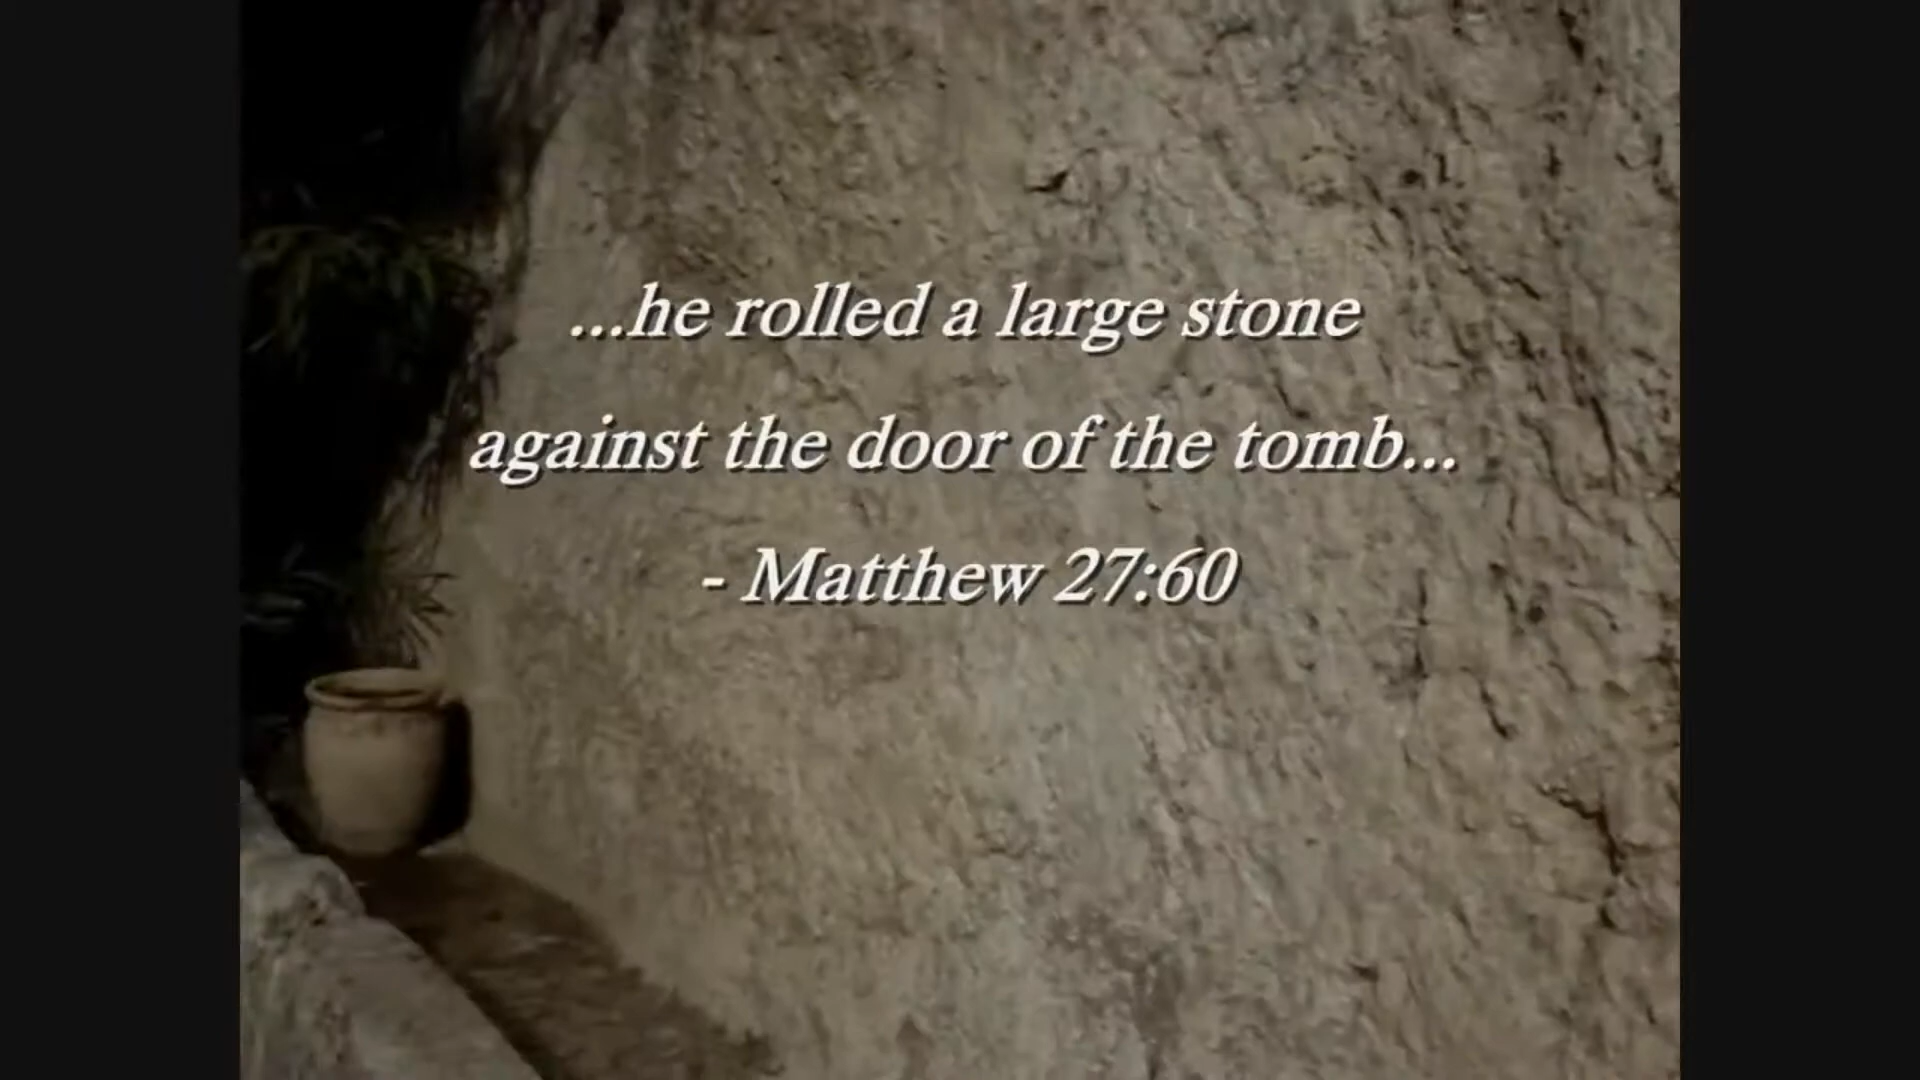 ...he rolled a large stone
against the door of the tomb...
- Matthew 27:60